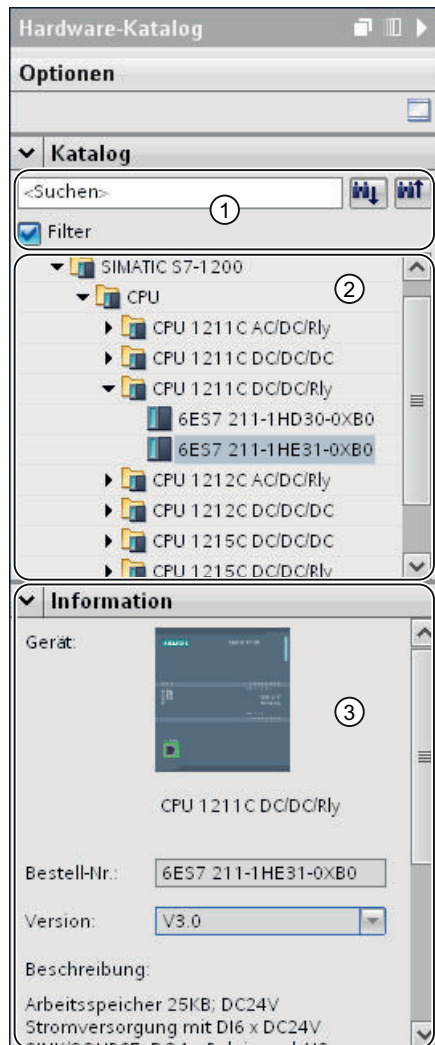 Hardware-Katalog
Optionen
Katalog
<Suchen>
1
Filter
2
SIMATIC S7-1200
CPU
CPU 1211C AC/DC/Rly
CPU 1211C DC/DC/DC
CPU 1211C DC/DC/Rly
6ES7 211-1HD30-0XB0
6ES7 211-1HE31-0XB0
CPU 1212C AC/DC/Rly
CPU 1212C DC/DC/DC
CPU 1215C DC/DC/DC
CPU 1215C DC/DC/Rly
Information
Gerät:
SIEMENS
3
CPU 1211C DC/DC/Rly
Bestell-Nr.: 6ES7 211-1HE31-0XB0
Version: V3.0
Beschreibung:
Arbeitsspeicher 25KB; DC24V
Stromversorgung mit DI6 x DC24V